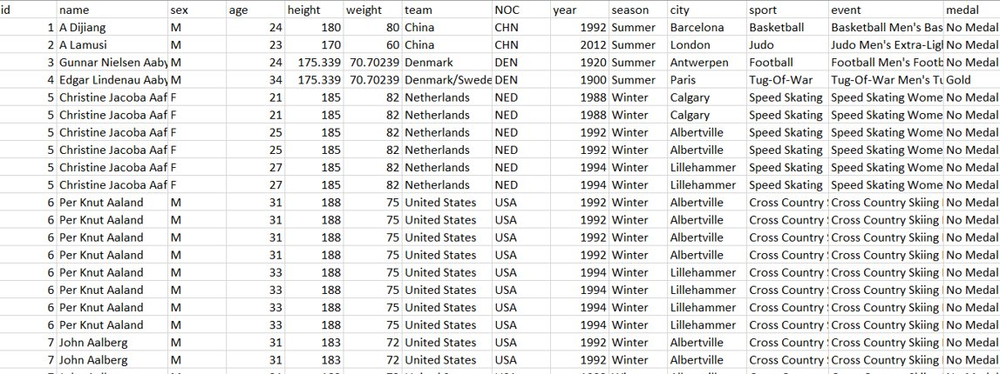 id name sex age height weight team NOC year season city sport event medal
1 A Dijiang M 24 180 80 China CHN 1992 Summer Barcelona Basketball Basketball Men's Bas No Medal
2 A Lamusi M 23 170 60 China CHN 2012 Summer London Judo Judo Men's Extra-Ligh No Medal
3 Gunnar Nielsen Aaby M 24 175.339 70.70239 Denmark DEN 1920 Summer Antwerpen Football Football Men's Footb No Medal
4 Edgar Lindenau Aaby M 34 175.339 70.70239 Denmark/Swede DEN 1900 Summer Paris Tug-Of-War Tug-Of-War Men's Tu Gold
5 Christine Jacoba Aaf F 21 185 82 Netherlands NED 1988 Winter Calgary Speed Skating Speed Skating Wome No Medal
5 Christine Jacoba Aaf F 21 185 82 Netherlands NED 1988 Winter Calgary Speed Skating Speed Skating Wome No Medal
5 Christine Jacoba Aaf F 25 185 82 Netherlands NED 1992 Winter Albertville Speed Skating Speed Skating Wome No Medal
5 Christine Jacoba Aaf F 25 185 82 Netherlands NED 1992 Winter Albertville Speed Skating Speed Skating Wome No Medal
5 Christine Jacoba Aaf F 27 185 82 Netherlands NED 1994 Winter Lillehammer Speed Skating Speed Skating Wome No Medal
5 Christine Jacoba Aaf F 27 185 82 Netherlands NED 1994 Winter Lillehammer Speed Skating Speed Skating Wome No Medal
6 Per Knut Aaland M 31 188 75 United States USA 1992 Winter Albertville Cross Country Cross Country Skiing No Medal
6 Per Knut Aaland M 31 188 75 United States USA 1992 Winter Albertville Cross Country Cross Country Skiing No Medal
6 Per Knut Aaland M 31 188 75 United States USA 1992 Winter Albertville Cross Country Cross Country Skiing No Medal
6 Per Knut Aaland M 31 188 75 United States USA 1992 Winter Albertville Cross Country Cross Country Skiing No Medal
6 Per Knut Aaland M 33 188 75 United States USA 1994 Winter Lillehammer Cross Country Cross Country Skiing No Medal
6 Per Knut Aaland M 33 188 75 United States USA 1994 Winter Lillehammer Cross Country Cross Country Skiing No Medal
6 Per Knut Aaland M 33 188 75 United States USA 1994 Winter Lillehammer Cross Country Cross Country Skiing No Medal
6 Per Knut Aaland M 33 188 75 United States USA 1994 Winter Lillehammer Cross Country Cross Country Skiing No Medal
7 John Aalberg M 31 183 72 United States USA 1992 Winter Albertville Cross Country Cross Country Skiing No Medal
7 John Aalberg M 31 183 72 United States USA 1992 Winter Albertville Cross Country Cross Country Skiing No Medal